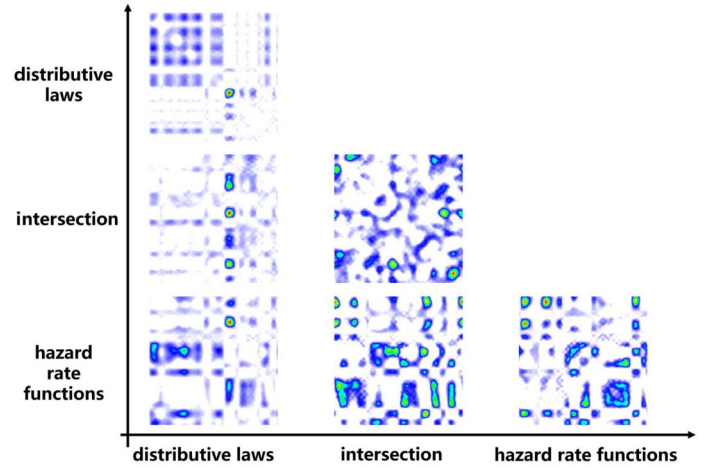 distributive
laws
intersection
hazard
rate
functions
distributive laws
intersection
hazard rate functions